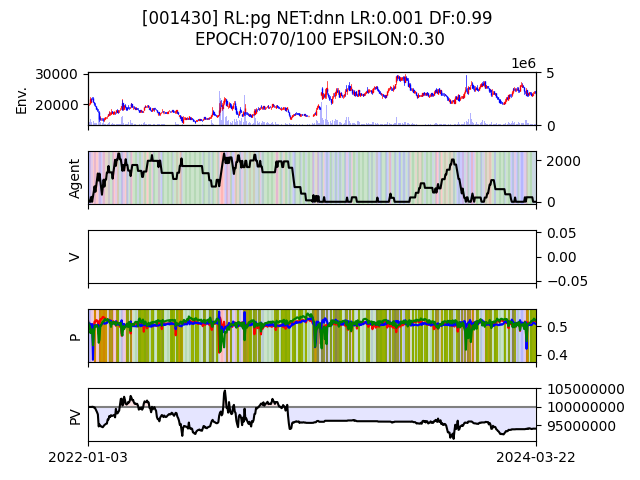 [001430] RL:pg NET:dnn LR:0.001 DF:0.99
EPOCH:070/100 EPSILON:0.30
1e6
30000
20000
Env.
5
0
Agent
2000
0
V
0.05
0.00
−0.05
P
0.5
0.4
PV
105000000
100000000
95000000
2022-01-03
2024-03-22